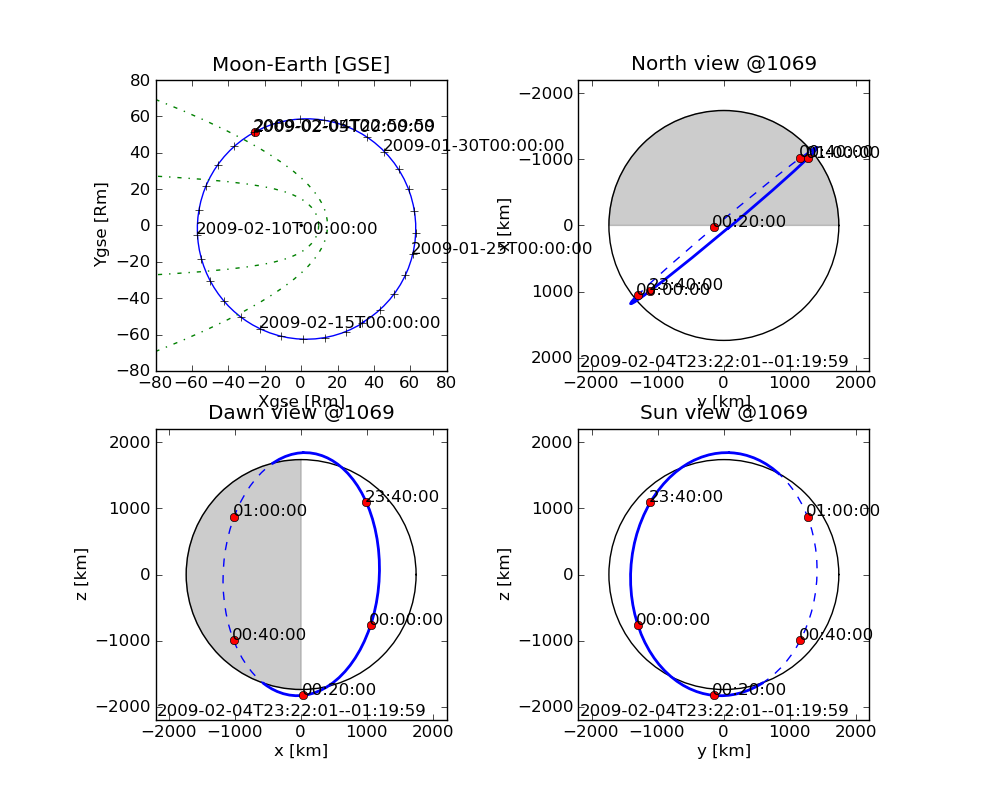 Moon-Earth [GSE]
80
60
40
20
0
−20
−40
−60
−80
Ygse [Rm]
2009-01-30T00:00:00
2009-02-10T00:00:00
2009-01-25T00:00:00
2009-02-15T00:00:00
−80 −60 −40 −20 0 20 40 60 80
Xgse [Rm]
North view @1069
−2000
−1000
0
1000
2000
x [km]
00:40:00
01:00:00
00:20:00
23:40:00
00:00:00
2009-02-04T23:22:01--01:19:59
−2000 −1000 0 1000 2000
y [km]
Dawn view @1069
2000
1000
0
−1000
−2000
z [km]
23:40:00
01:00:00
00:00:00
00:40:00
00:20:00
2009-02-04T23:22:01--01:19:59
−2000 −1000 0 1000 2000
x [km]
Sun view @1069
2000
1000
0
−1000
−2000
z [km]
23:40:00
01:00:00
00:00:00
00:40:00
00:20:00
2009-02-04T23:22:01--01:19:59
−2000 −1000 0 1000 2000
y [km]